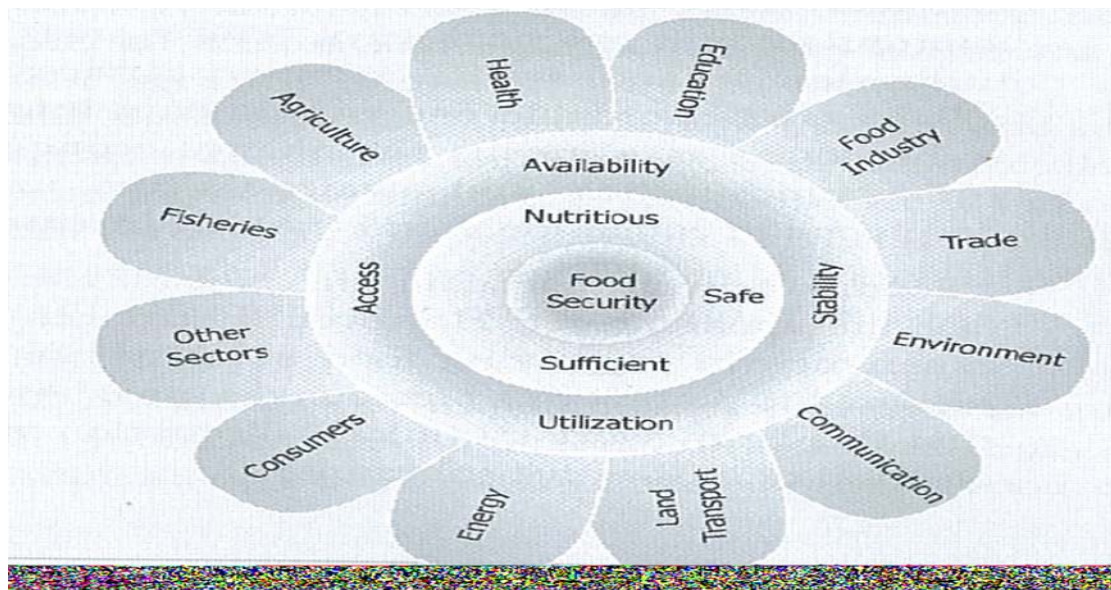 Health
Education
Agriculture
Food
Industry
Fisheries
Trade
Availability
Nutritious
Access
Food
Security
Safe
Stability
Other
Sectors
Environment
Sufficient
Utilization
Consumers
Communication
Energy
Land
Transport